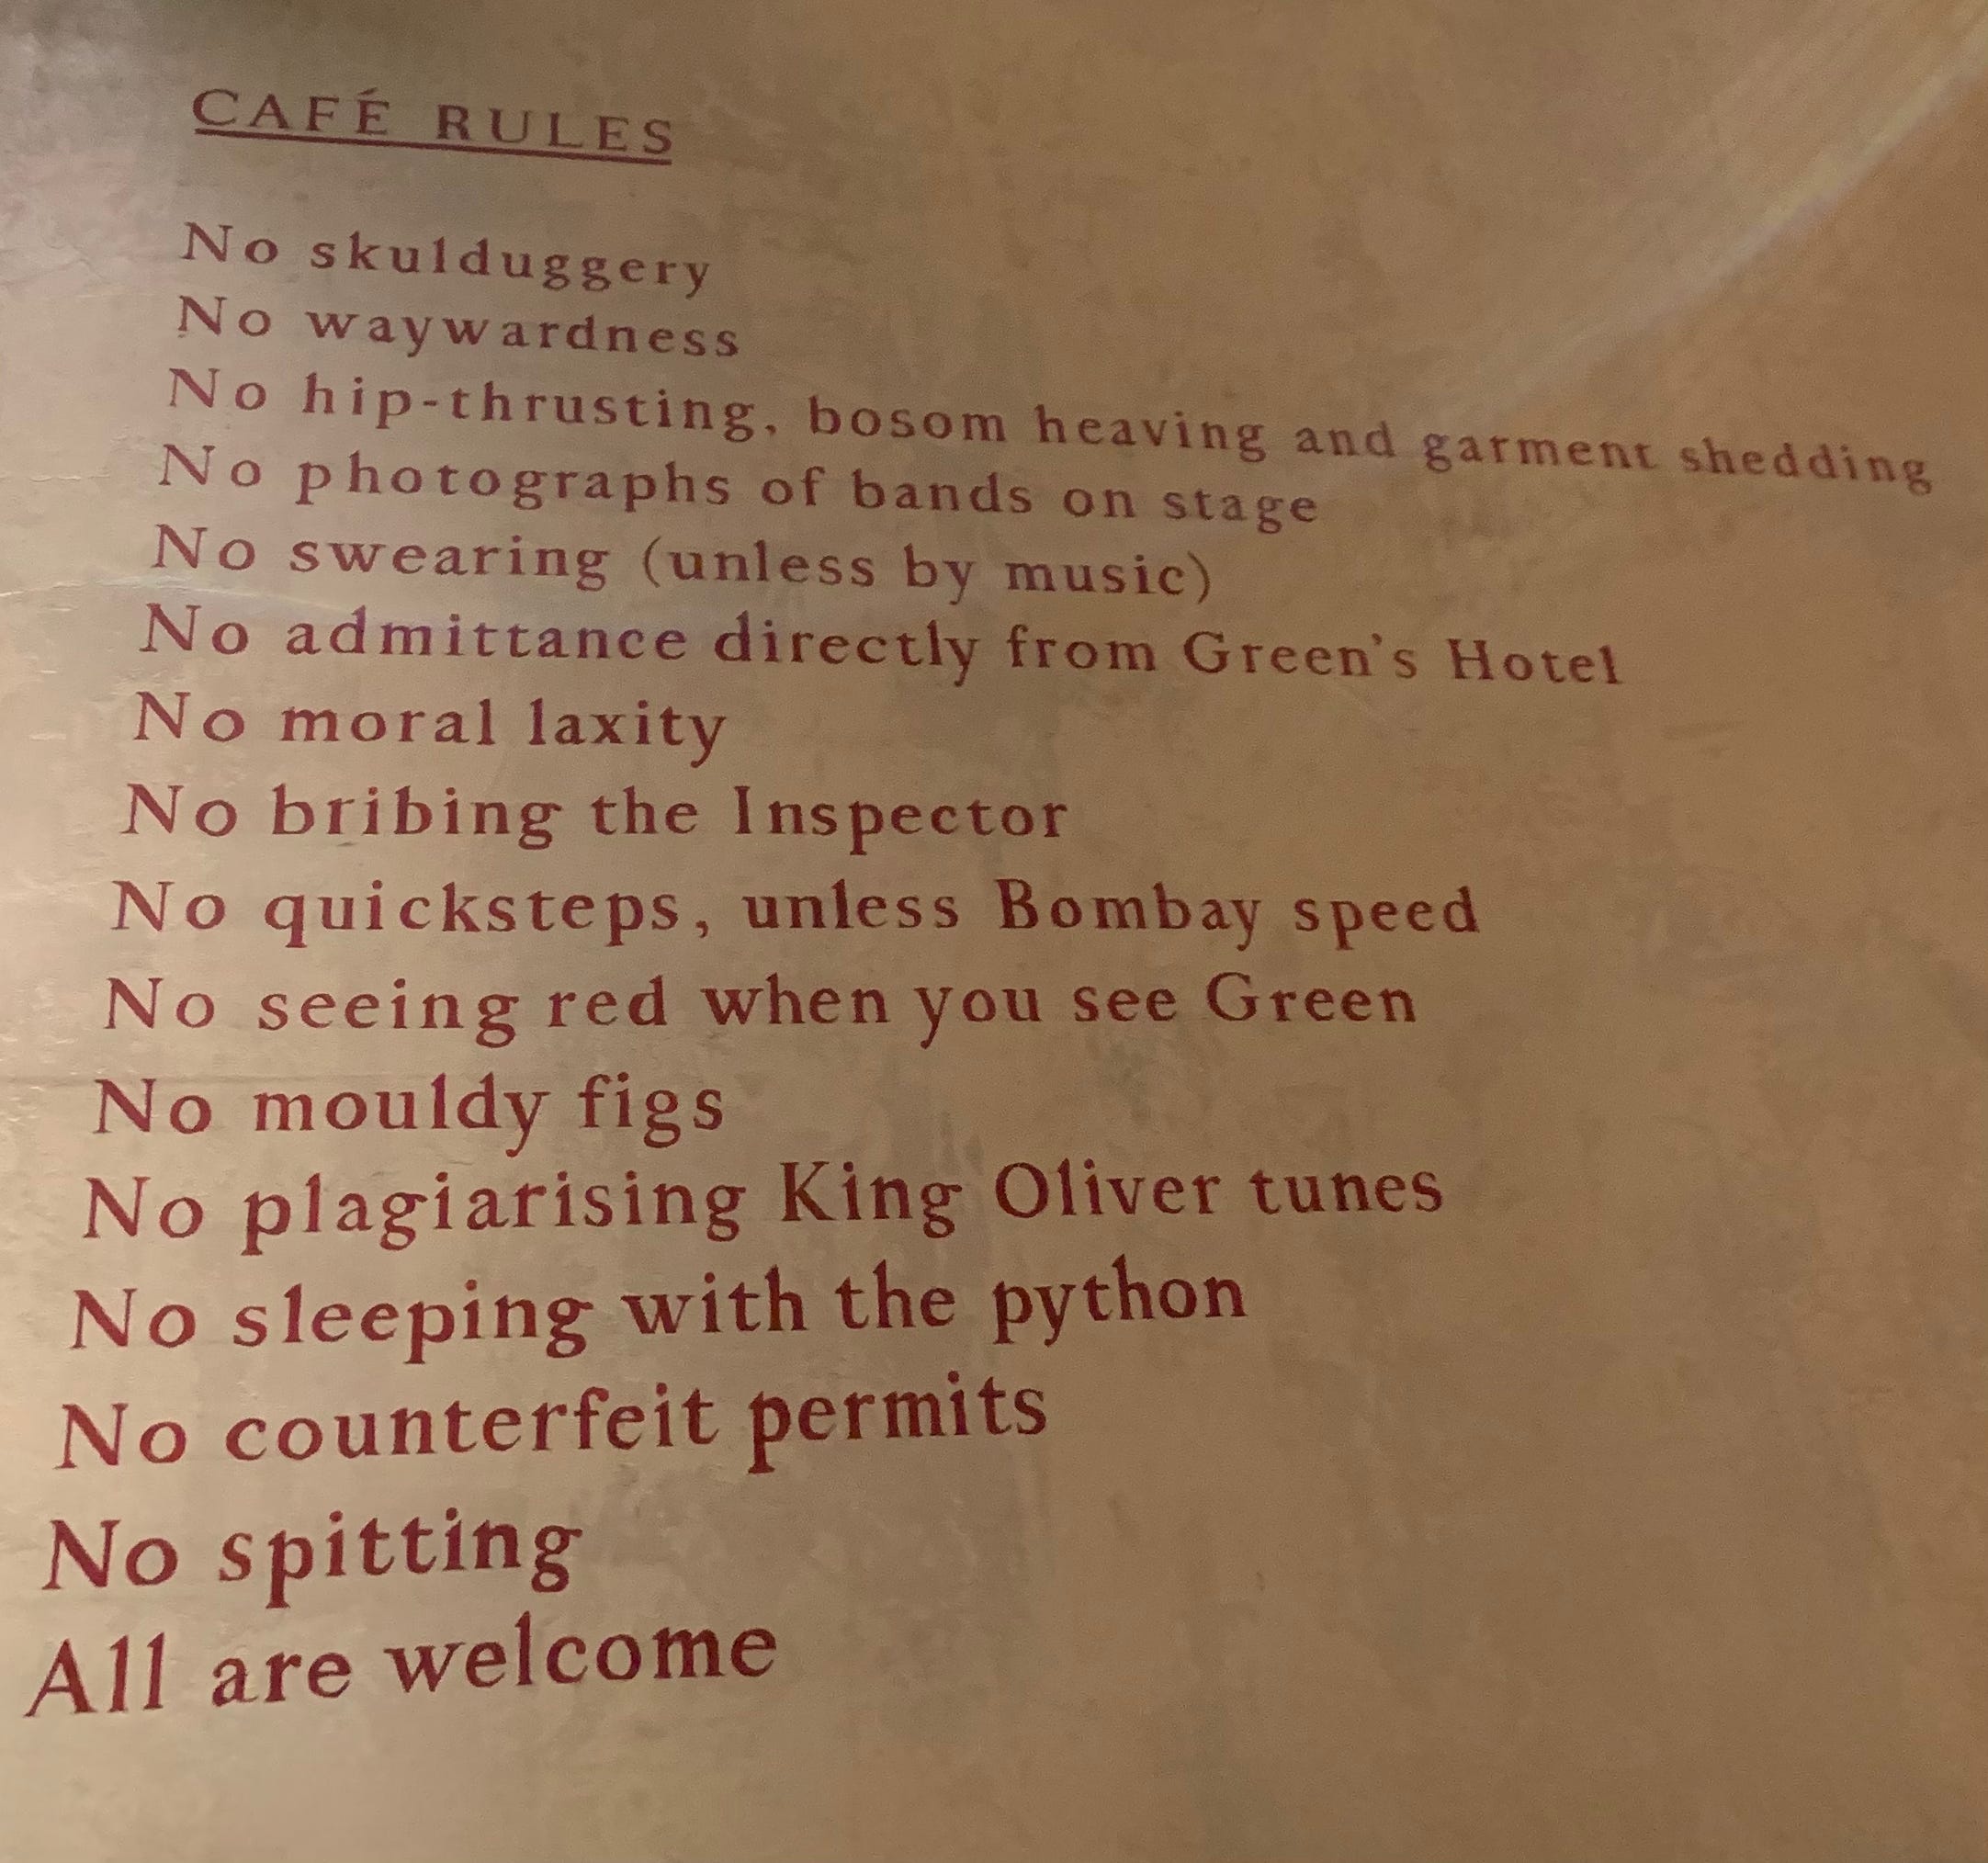 CAFÉ RULES
No skulduggery
No waywardness
No hip-thrusting, bosom heaving and garment shedding
No photographs of bands on stage
No swearing (unless by music)
No admittance directly from Green's Hotel
No moral laxity
No bribing the Inspector
No quicksteps, unless Bombay speed
No seeing red when you see Green
No mouldy figs
No plagiarising King Oliver tunes
No sleeping with the python
No counterfeit permits
No spitting
All are welcome